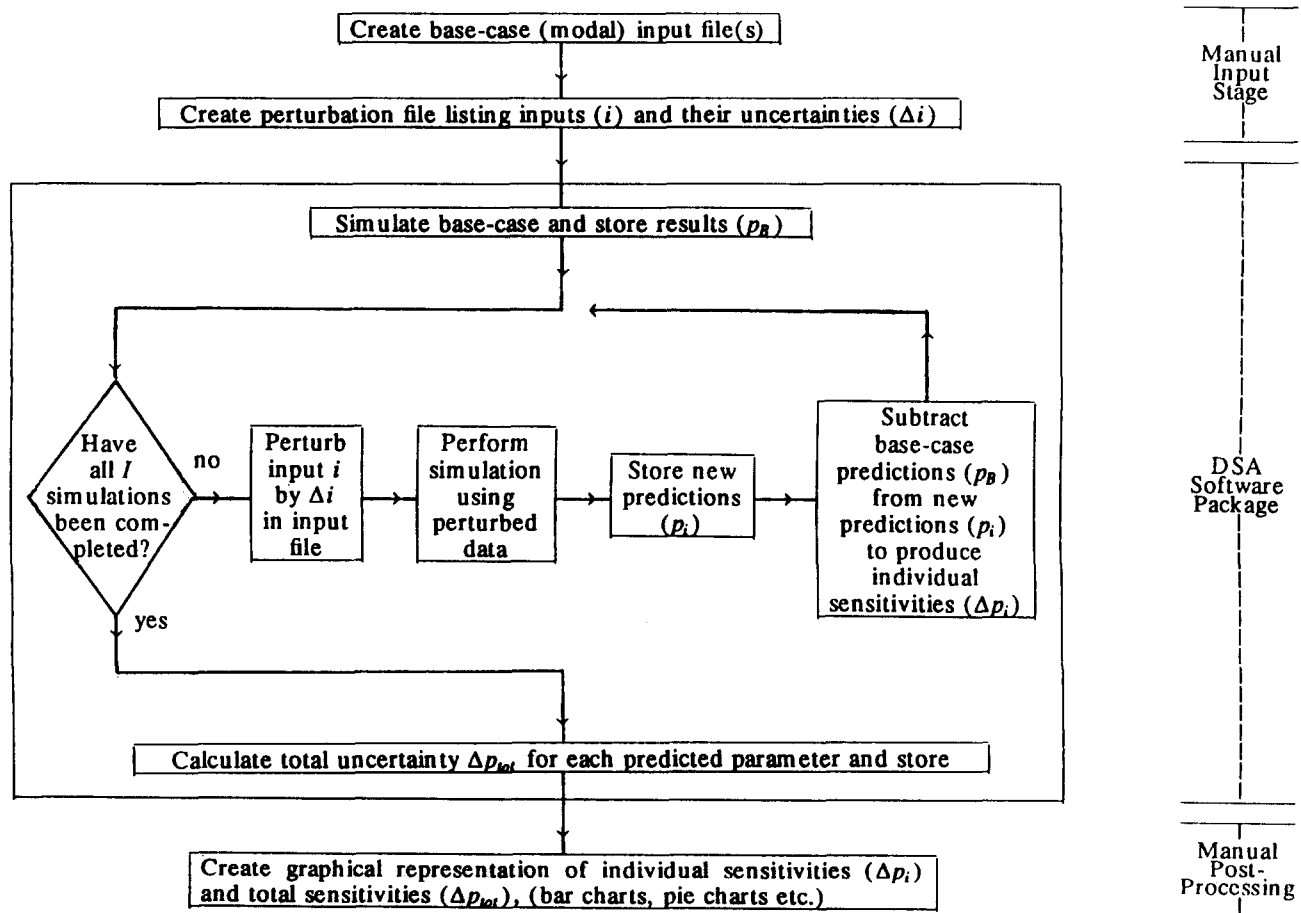 Create base-case (modal) input file(s)
Manual
Input
Stage
Create perturbation file listing inputs (i) and their uncertainties (Δi)
Simulate base-case and store results (p_B)
Have
all I
simulations
been com-
pleted?
no
yes
Perturb
input i
by Δi
in input
file
Perform
simulation
using
perturbed
data
Store new
predictions
(p_i)
Subtract
base-case
predictions (p_B)
from new
predictions (p_i)
to produce
individual
sensitivities (Δp_i)
DSA
Software
Package
Calculate total uncertainty Δp_tot for each predicted parameter and store
Create graphical representation of individual sensitivities (Δp_i)
and total sensitivities (Δp_tot), (bar charts, pie charts etc.)
Manual
Post-
Processing